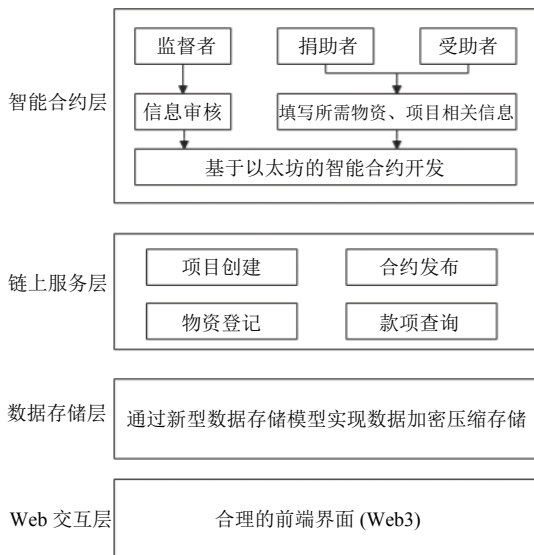 监督者
捐助者
受助者
智能合约层
信息审核
填写所需物资、项目相关信息
基于以太坊的智能合约开发
链上服务层
项目创建
合约发布
物资登记
款项查询
数据存储层
通过新型数据存储模型实现数据加密压缩存储
Web 交互层
合理的前端界面 (Web3)